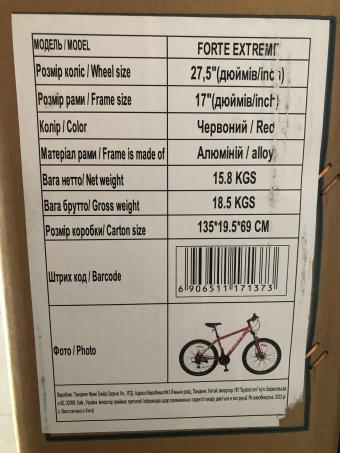 МОДЕЛЬ / MODEL FORTE EXTREME
Розмір коліс / Wheel size 27,5"(дюймів/inch)
Розмір рами / Frame size 17"(дюймів/inch)
Колір / Color Червоний / Red
Матеріал рами / Frame is made of Алюміній / alloy
Вага нетто/ Net weight 15.8 KGS
Вага брутто/ Gross weight 18.5 KGS
Розмір коробки/ Carton size 135*19.5*69 CM
Штрих код / Barcode
6 906511 171373
Фото / Photo